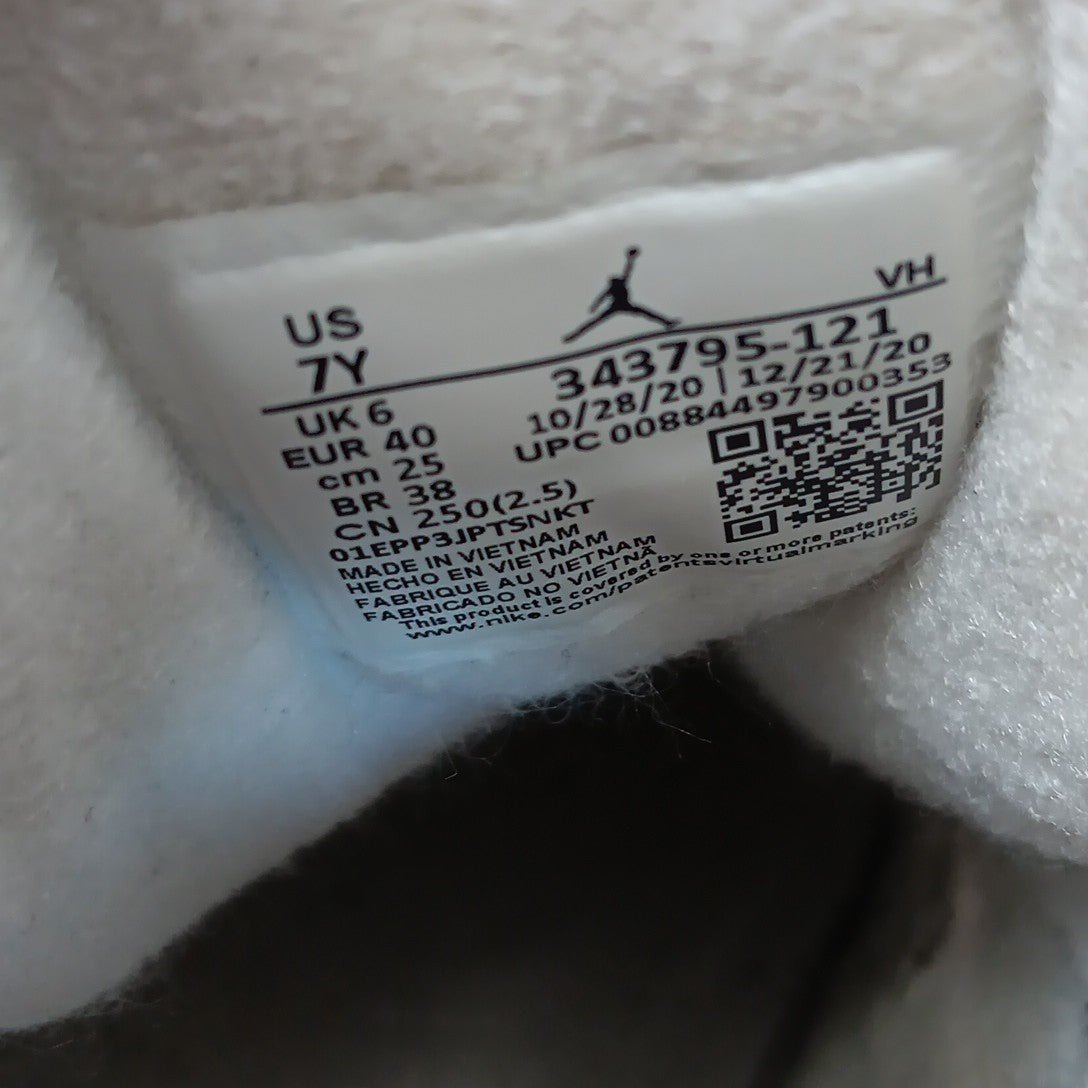 US
7Y
VH
343795-121
10/28/20 | 12/21/20
UPC 00884497900353
UK 6
EUR 40
cm 25
BR 38
CN 250(2.5)
01EPP3JPTSNKT
MADE IN VIETNAM
HECHO EN VIETNAM
FABRIQUE AU VIETNAM
FABRICADO NO VIETNÃ
This product is covered by one or more patents:
www.nike.com/patentsvirtualmarking